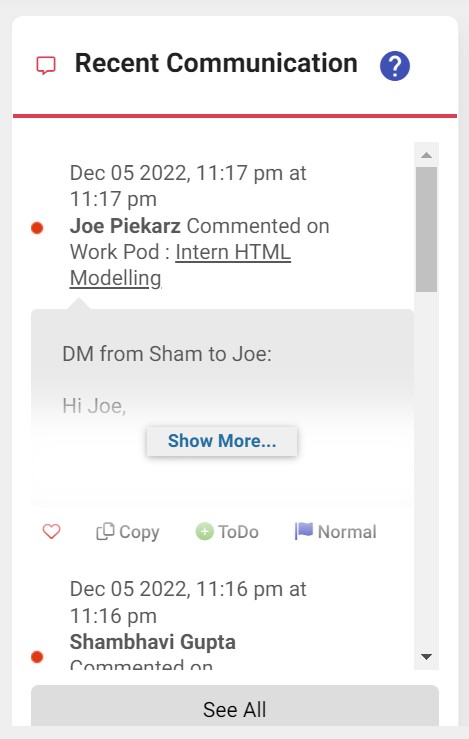 Recent Communication ?
Dec 05 2022, 11:17 pm at
11:17 pm
Joe Piekarz Commented on
Work Pod : Intern HTML
Modelling
DM from Sham to Joe:
Hi Joe,
Show More...
Copy ToDo Normal
Dec 05 2022, 11:16 pm at
11:16 pm
Shambhavi Gupta
Commented on
See All